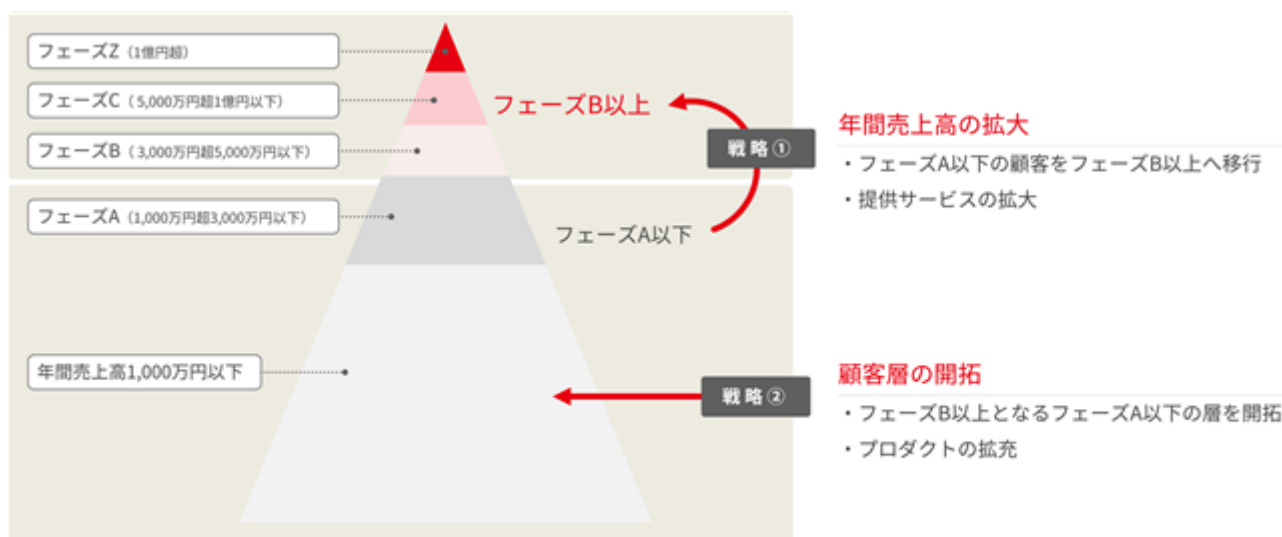 フェーズZ（1億円超）
フェーズC（5,000万円超1億円以下）
フェーズB以上
フェーズB（3,000万円超5,000万円以下）
戦略①
年間売上高の拡大
・フェーズA以下の顧客をフェーズB以上へ移行
・提供サービスの拡大
フェーズA（1,000万円超3,000万円以下）
フェーズA以下
年間売上高1,000万円以下
戦略②
顧客層の開拓
・フェーズB以上となるフェーズA以下の層を開拓
・プロダクトの拡充